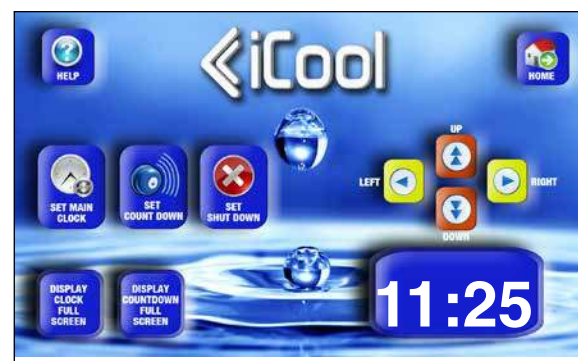 iCool
HELP
HOME
UP
LEFT
RIGHT
DOWN
SET MAIN
CLOCK
SET
COUNT DOWN
SET
SHUT DOWN
DISPLAY
CLOCK
FULL
SCREEN
DISPLAY
COUNTDOWN
FULL
SCREEN
11:25